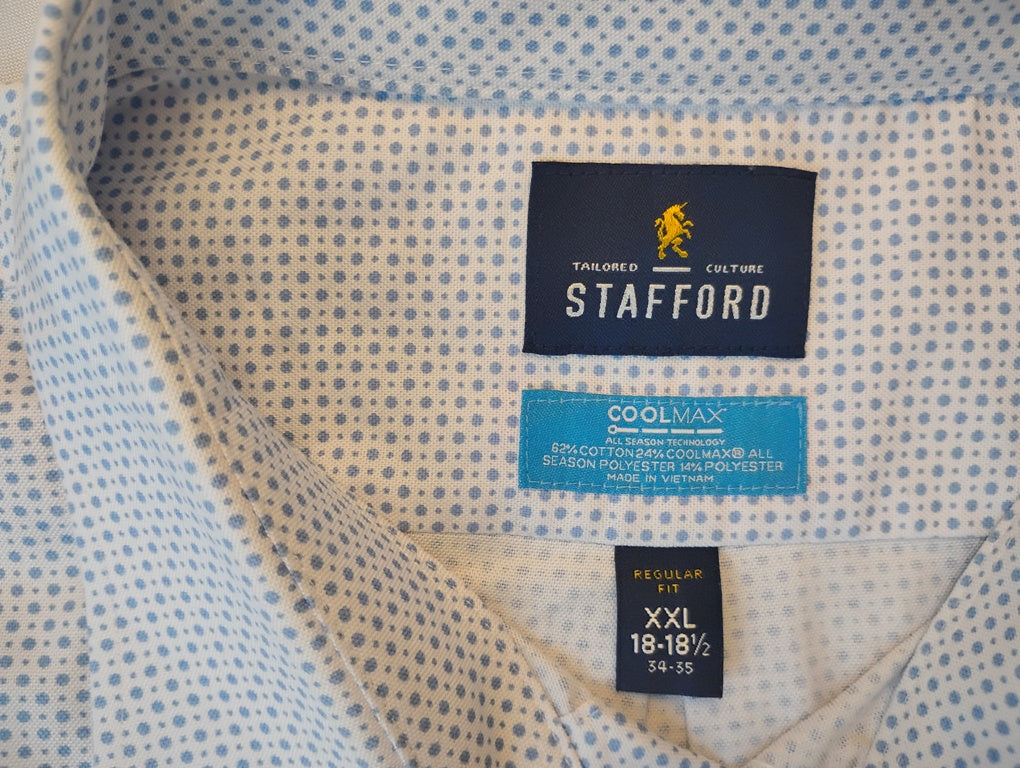 TAILORED CULTURE
STAFFORD
COOLMAX
ALL SEASON TECHNOLOGY
62% COTTON 24% COOLMAX® ALL
SEASON POLYESTER 14% POLYESTER
MADE IN VIETNAM
REGULAR
FIT
XXL
18-18½
34-35